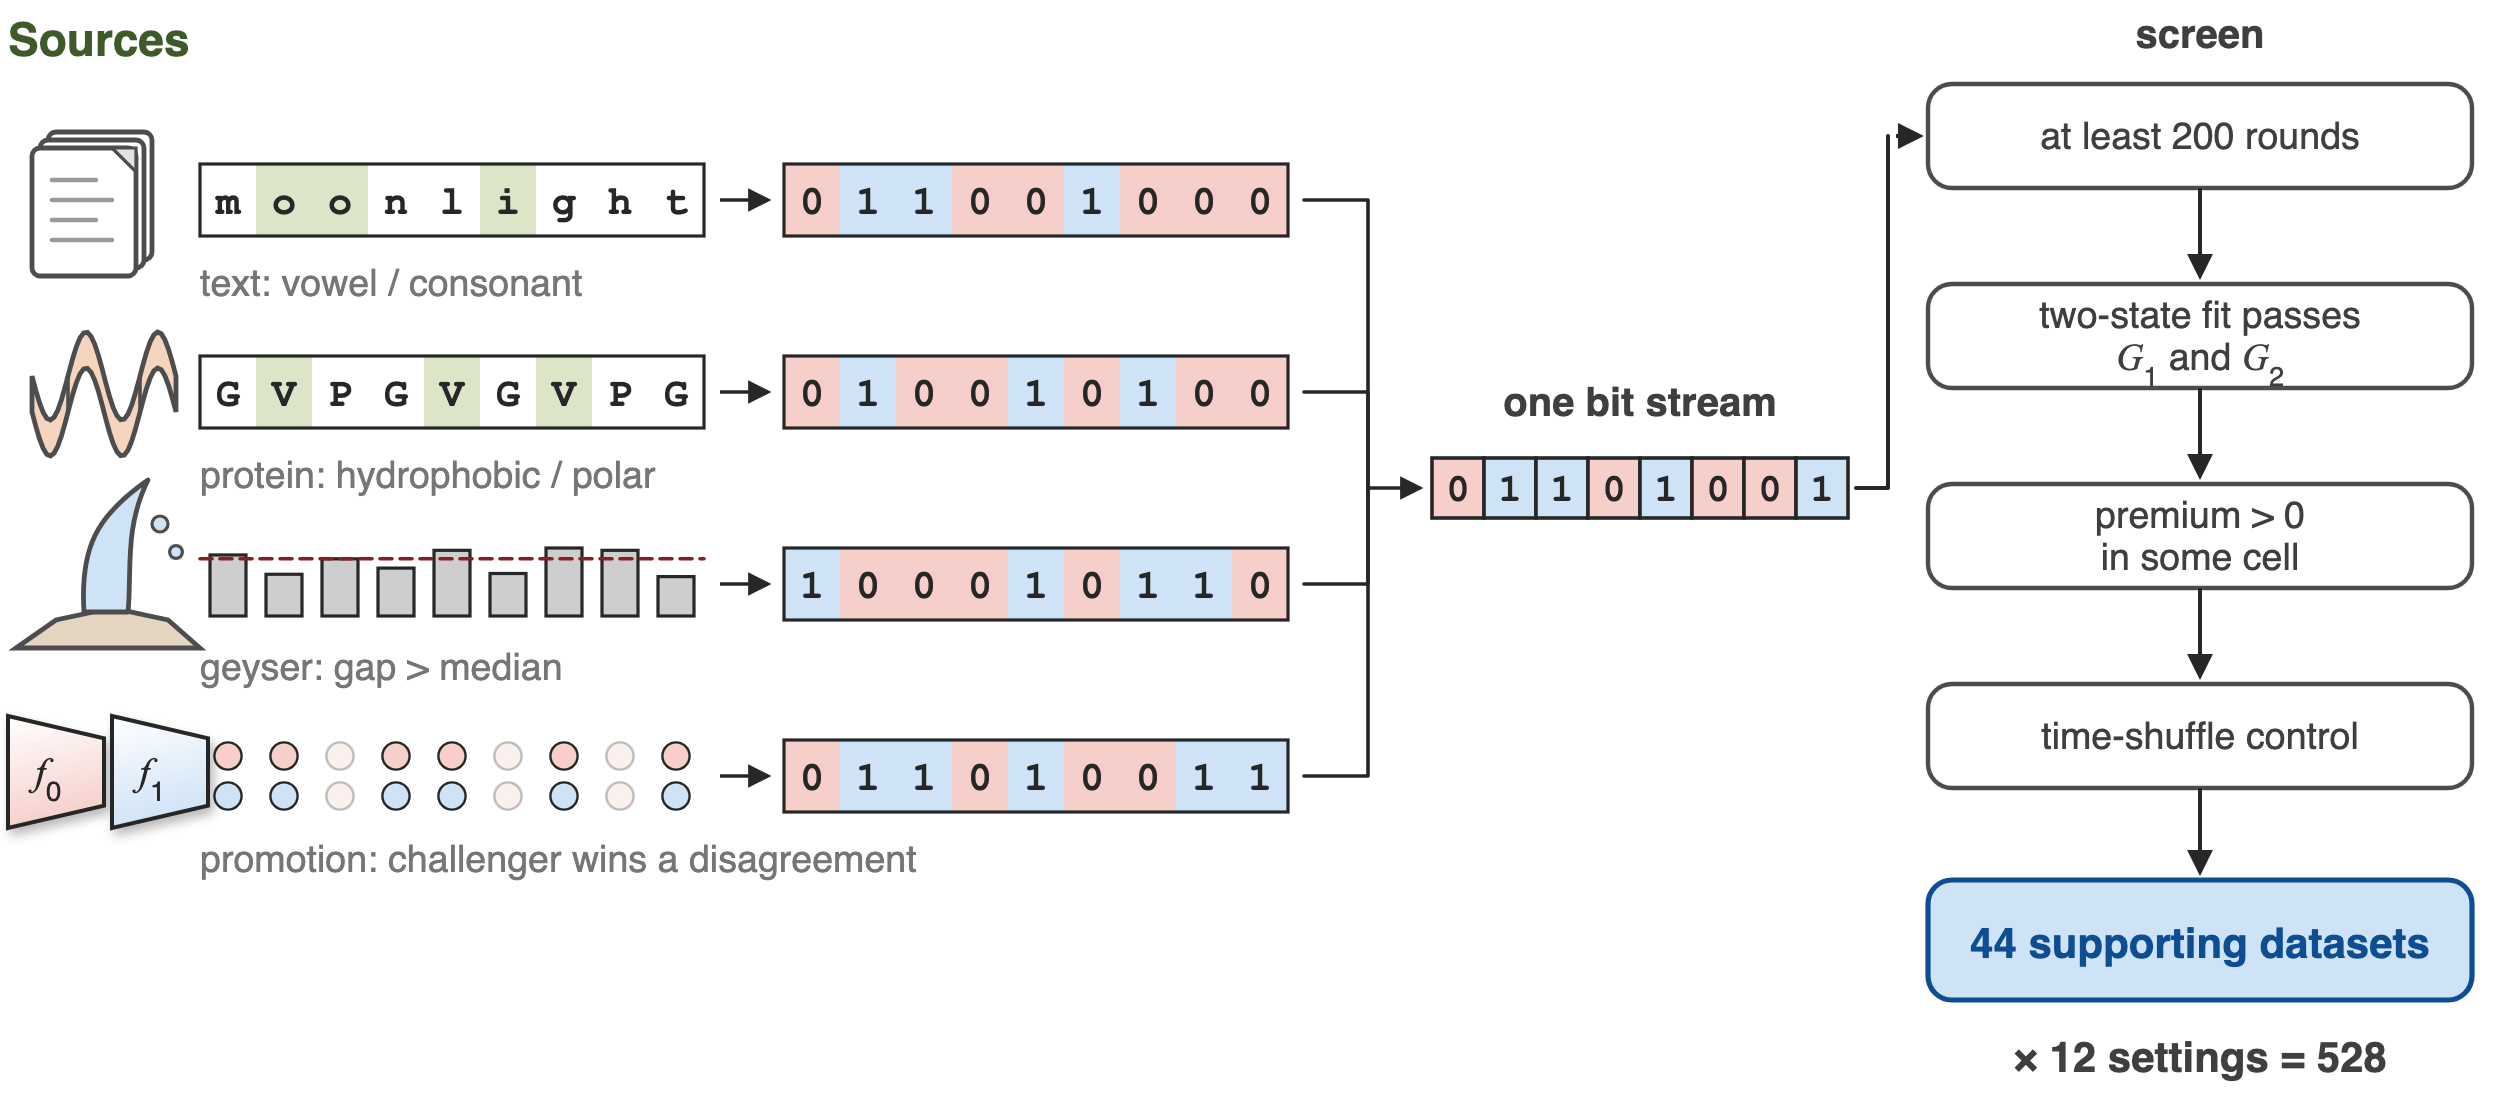 Sources
screen
at least 200 rounds
m o o n l i g h t
0 1 1 0 0 1 0 0 0
text: vowel / consonant
two-state fit passes
G1 and G2
G V P G V G V P G
0 1 0 0 1 0 1 0 0
protein: hydrophobic / polar
one bit stream
0 1 1 0 1 0 0 1
premium > 0
in some cell
1 0 0 0 1 0 1 1 0
geyser: gap > median
time-shuffle control
f0 f1
0 1 1 0 1 0 0 1 1
promotion: challenger wins a disagreement
44 supporting datasets
× 12 settings = 528